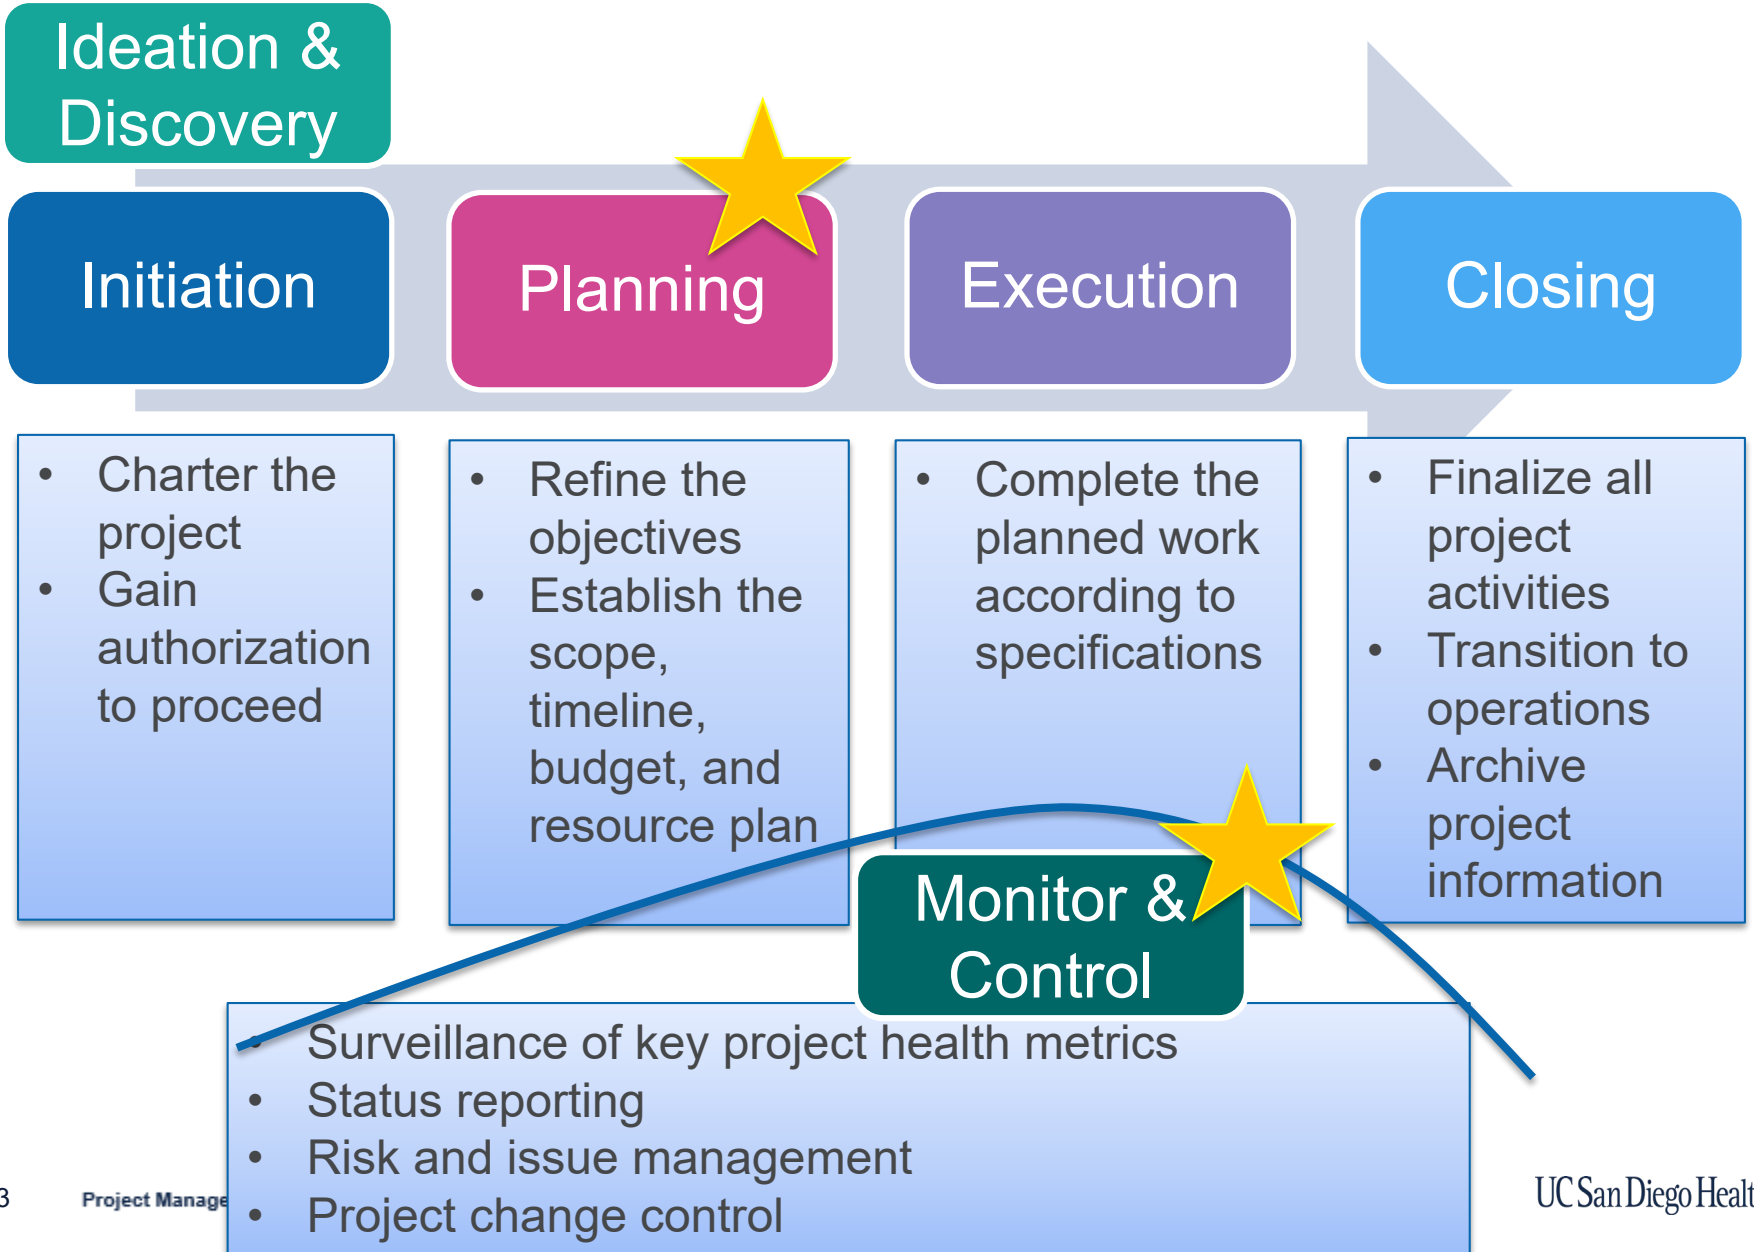 Ideation &
Discovery
Initiation
Planning
Execution
Closing
• Charter the
project
• Gain
authorization
to proceed
• Refine the
objectives
• Establish the
scope,
timeline,
budget, and
resource plan
• Complete the
planned work
according to
specifications
• Finalize all
project
activities
• Transition to
operations
• Archive
project
information
Monitor &
Control
• Surveillance of key project health metrics
• Status reporting
• Risk and issue management
• Project change control
3
Project Manage
UC San Diego Healt